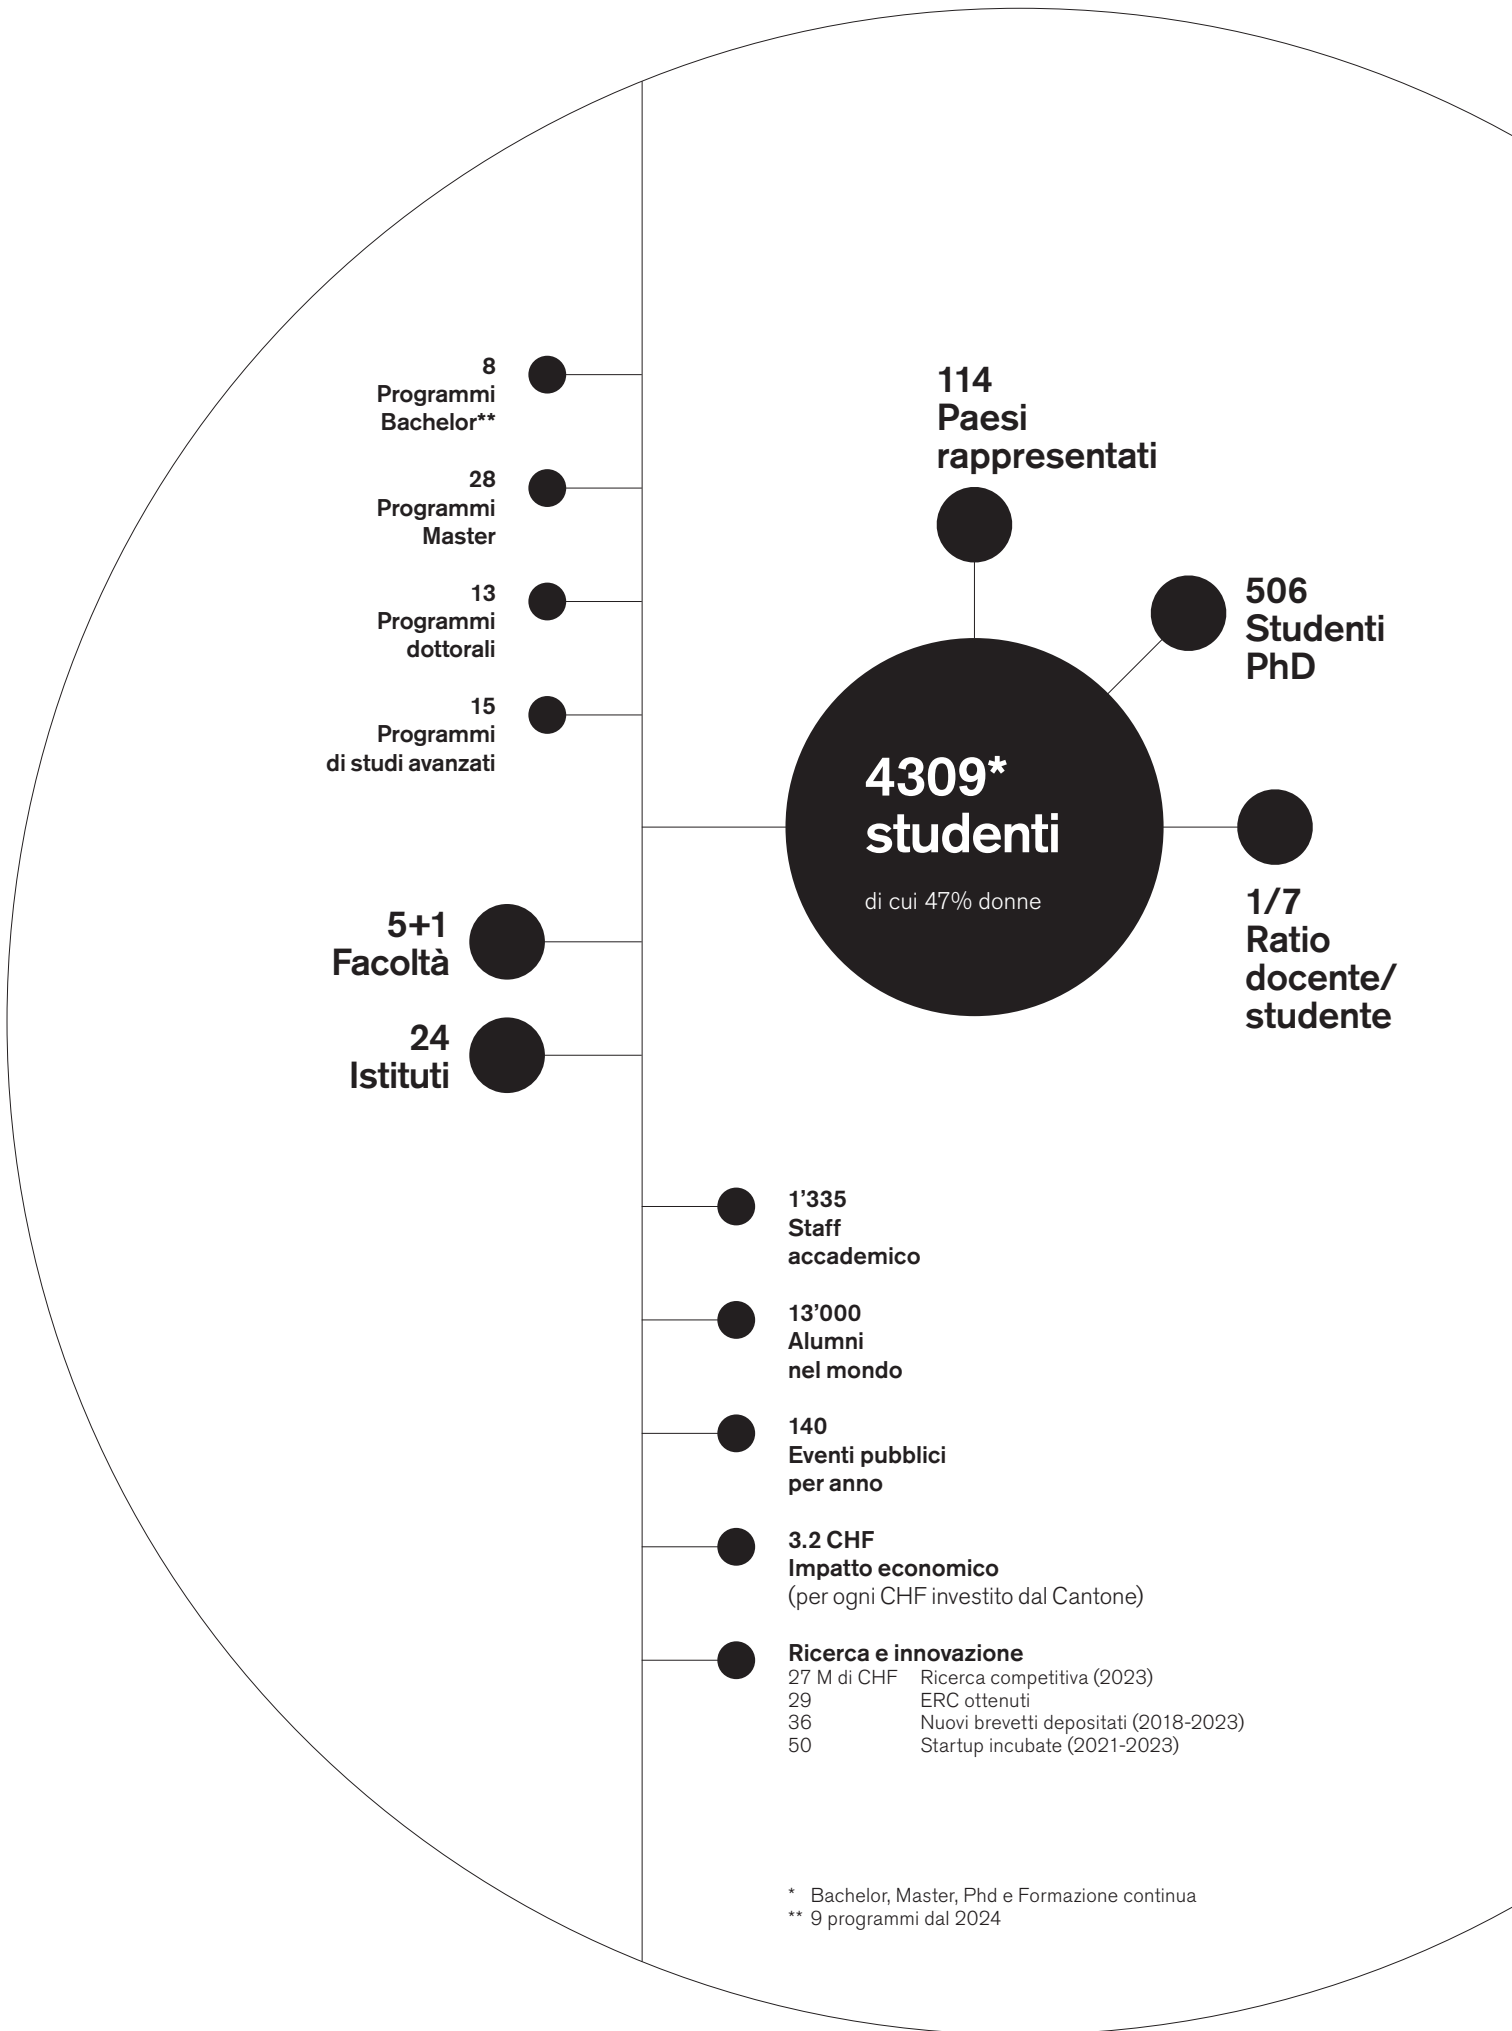 8
Programmi
Bachelor**
28
Programmi
Master
13
Programmi
dottorali
15
Programmi
di studi avanzati
5+1
Facoltà
24
Istituti
114
Paesi
rappresentati
506
Studenti
PhD
4309*
studenti
di cui 47% donne
1/7
Ratio
docente/
studente
1’335
Staff
accademico
13’000
Alumni
nel mondo
140
Eventi pubblici
per anno
3.2 CHF
Impatto economico
(per ogni CHF investito dal Cantone)
Ricerca e innovazione
27 M di CHF Ricerca competitiva (2023)
29 ERC ottenuti
36 Nuovi brevetti depositati (2018-2023)
50 Startup incubate (2021-2023)
* Bachelor, Master, Phd e Formazione continua
** 9 programmi dal 2024